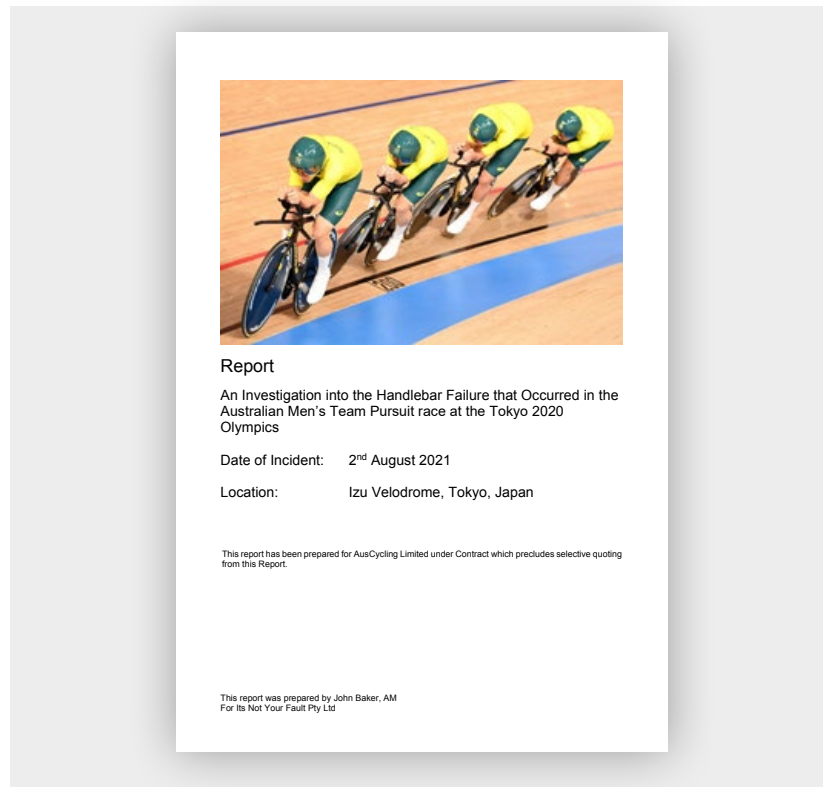 Report
An Investigation into the Handlebar Failure that Occurred in the
Australian Men's Team Pursuit race at the Tokyo 2020
Olympics
Date of Incident: 2nd August 2021
Location: Izu Velodrome, Tokyo, Japan
This report has been prepared for AusCycling Limited under Contract which precludes selective quoting
from this Report.
This report was prepared by John Baker, AM
For Its Not Your Fault Pty Ltd